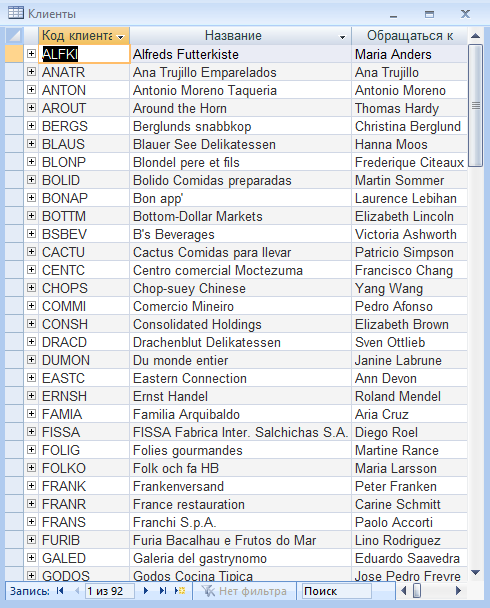 Клиенты
Код клиента Название Обращаться к
ALFKI Alfreds Futterkiste Maria Anders
ANATR Ana Trujillo Emparelados Ana Trujillo
ANTON Antonio Moreno Taqueria Antonio Moreno
AROUT Around the Horn Thomas Hardy
BERGS Berglunds snabbkop Christina Berglund
BLAUS Blauer See Delikatessen Hanna Moos
BLONP Blondel pere et fils Frederique Citeaux
BOLID Bolido Comidas preparadas Martin Sommer
BONAP Bon app' Laurence Lebihan
BOTTM Bottom-Dollar Markets Elizabeth Lincoln
BSBEV B's Beverages Victoria Ashworth
CACTU Cactus Comidas para llevar Patricio Simpson
CENTC Centro comercial Moctezuma Francisco Chang
CHOPS Chop-suey Chinese Yang Wang
COMMI Comercio Mineiro Pedro Afonso
CONSH Consolidated Holdings Elizabeth Brown
DRACD Drachenblut Delikatessen Sven Ottlieb
DUMON Du monde entier Janine Labrune
EASTC Eastern Connection Ann Devon
ERNSH Ernst Handel Roland Mendel
FAMIA Familia Arquibaldo Aria Cruz
FISSA FISSA Fabrica Inter. Salchichas S.A. Diego Roel
FOLIG Folies gourmandes Martine Rance
FOLKO Folk och fa HB Maria Larsson
FRANK Frankenversand Peter Franken
FRANR France restauration Carine Schmitt
FRANS Franchi S.p.A. Paolo Accorti
FURIB Furia Bacalhau e Frutos do Mar Lino Rodriguez
GALED Galeria del gastrynomo Eduardo Saavedra
GODOS Godos Cocina Tipica Jose Pedro Freyre
Запись: 1 из 92 Нет фильтра Поиск